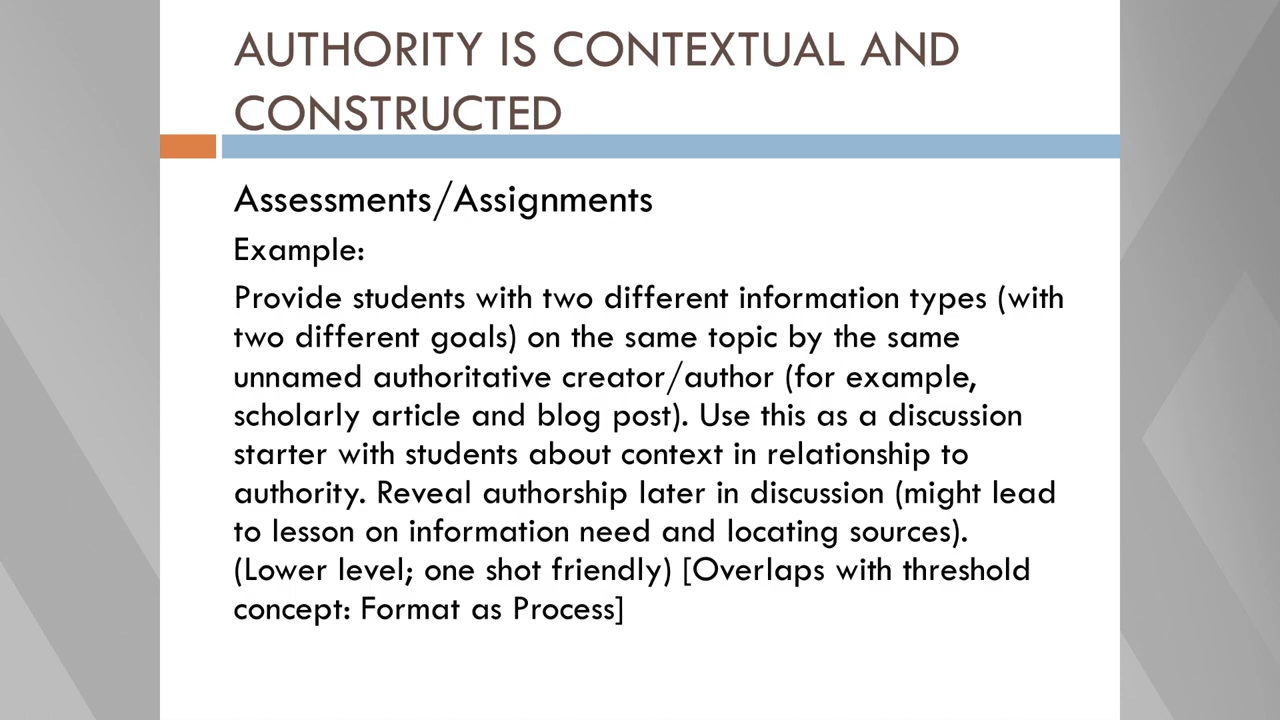 AUTHORITY IS CONTEXTUAL AND
CONSTRUCTED
Assessments/Assignments
Example:
Provide students with two different information types (with
two different goals) on the same topic by the same
unnamed authoritative creator/author (for example,
scholarly article and blog post). Use this as a discussion
starter with students about context in relationship to
authority. Reveal authorship later in discussion (might lead
to lesson on information need and locating sources).
(Lower level; one shot friendly) [Overlaps with threshold
concept: Format as Process]